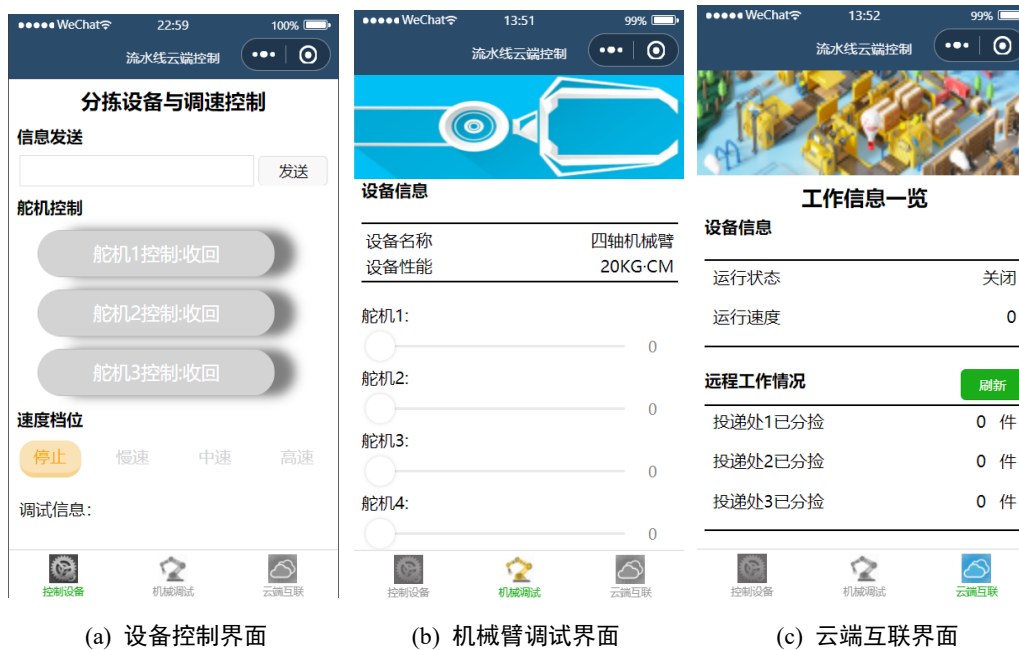 WeChat 22:59 100%
流水线云端控制
分拣设备与调速控制
信息发送
发送
舵机控制
舵机1控制:收回
舵机2控制:收回
舵机3控制:收回
速度档位
停止 慢速 中速 高速
调试信息:
控制设备 机械调试 云端互联
(a) 设备控制界面
WeChat 13:51 99%
流水线云端控制
设备信息
设备名称 四轴机械臂
设备性能 20KG·CM
舵机1:
0
舵机2:
0
舵机3:
0
舵机4:
0
控制设备 机械调试 云端互联
(b) 机械臂调试界面
WeChat 13:52 99%
流水线云端控制
工作信息一览
设备信息
运行状态 关闭
运行速度 0
远程工作情况 刷新
投递处1已分捡 0 件
投递处2已分捡 0 件
投递处3已分捡 0 件
控制设备 机械调试 云端互联
(c) 云端互联界面